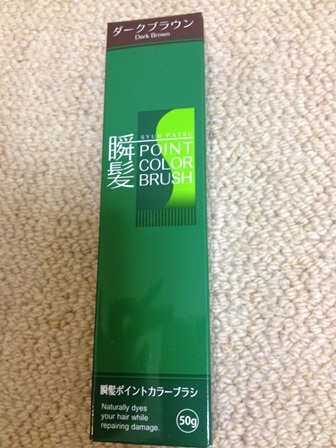 ダークブラウン
Dark Brown
瞬髪
SYUN PATSU
POINT
COLOR
BRUSH
瞬髪ポイントカラーブラシ
Naturally dyes
your hair while
repairing damage.
50g